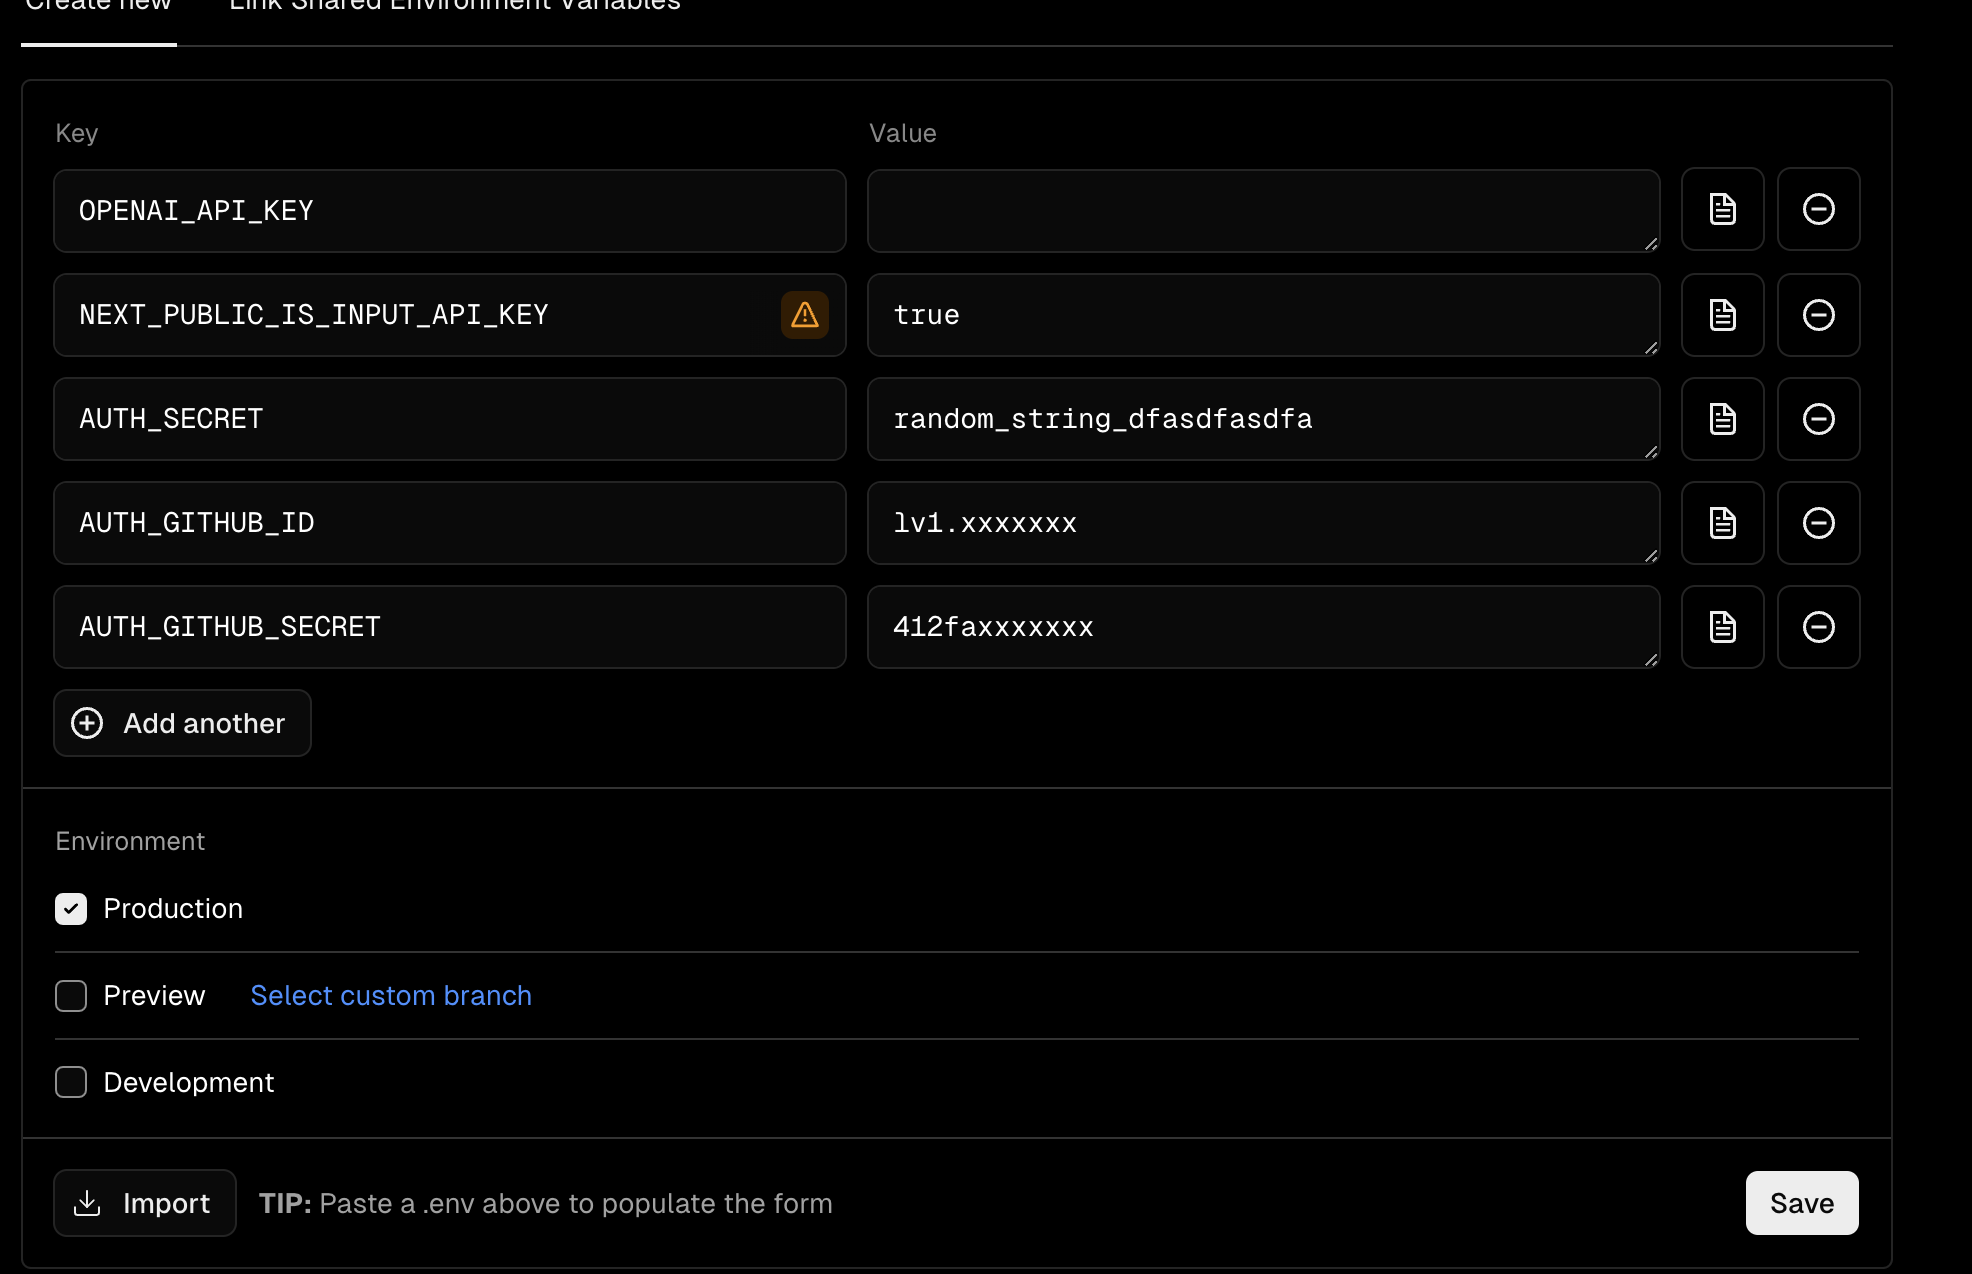 Create new Link Shared Environment Variables
Key Value
OPENAI_API_KEY
NEXT_PUBLIC_IS_INPUT_API_KEY true
AUTH_SECRET random_string_dfasdfasdfa
AUTH_GITHUB_ID lv1.xxxxxxx
AUTH_GITHUB_SECRET 412faxxxxxxx
Add another
Environment
Production
Preview Select custom branch
Development
Import TIP: Paste a .env above to populate the form Save